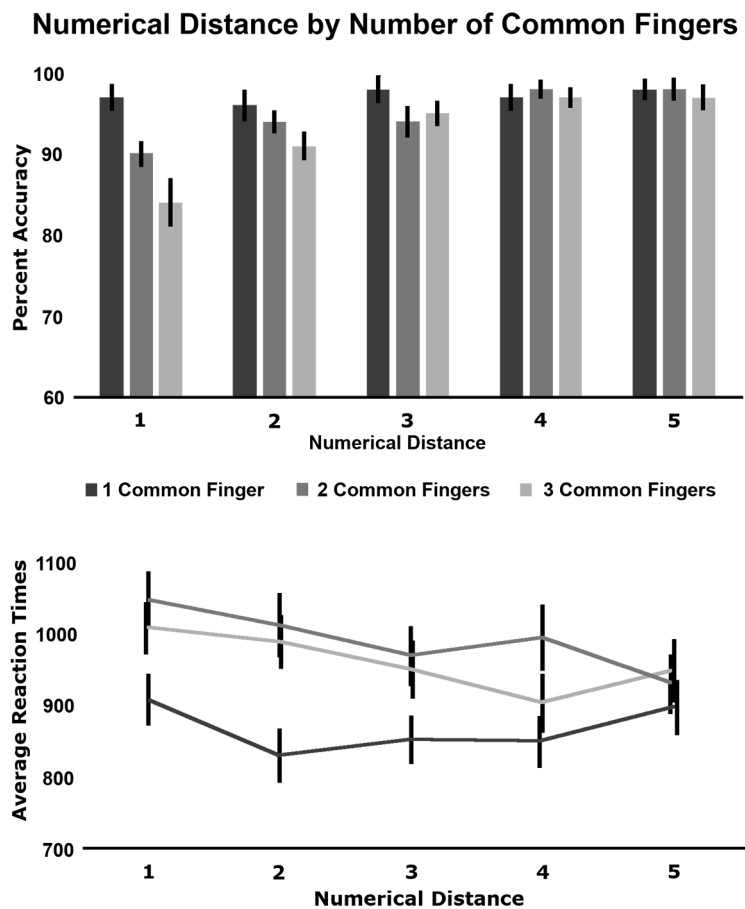 Numerical Distance by Number of Common Fingers
Percent Accuracy
100
90
80
70
60
1 2 3 4 5
Numerical Distance
1 Common Finger 2 Common Fingers 3 Common Fingers
Average Reaction Times
1100
1000
900
800
700
1 2 3 4 5
Numerical Distance